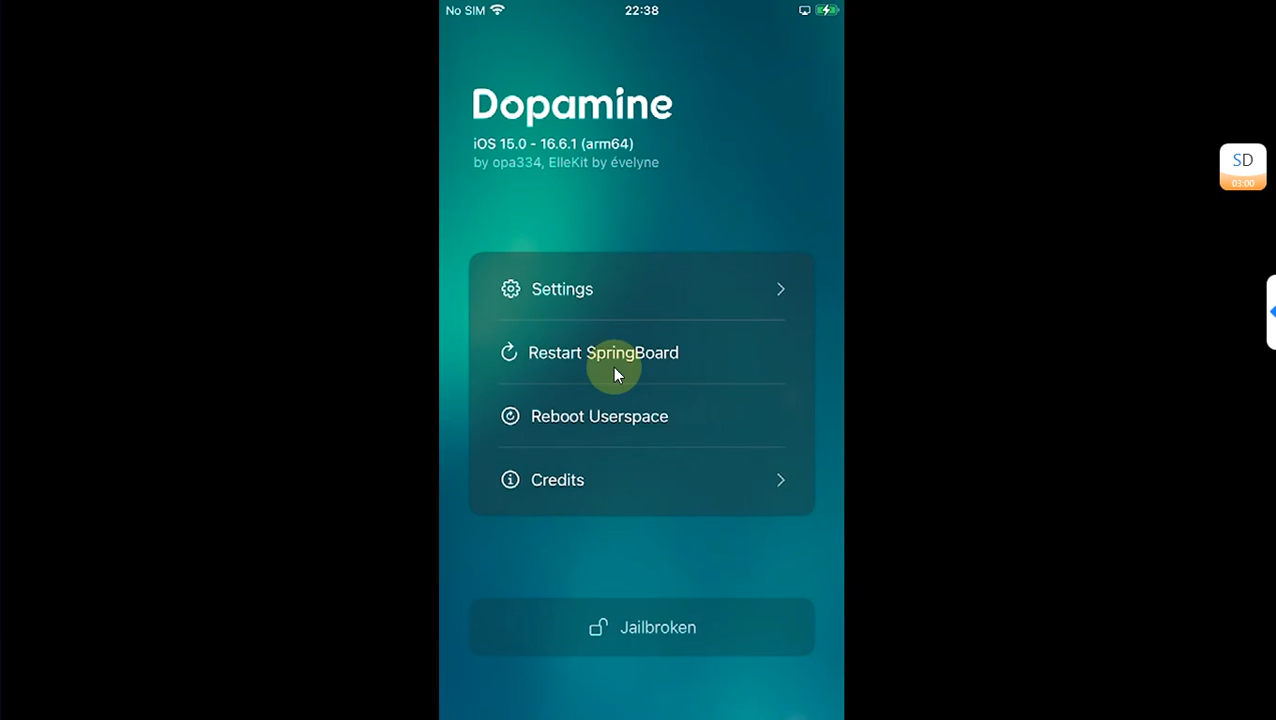 No SIM
22:38
Dopamine
iOS 15.0 - 16.6.1 (arm64)
by opa334, ElleKit by évelyne
SD
03:00
Settings
Restart SpringBoard
Reboot Userspace
Credits
Jailbroken